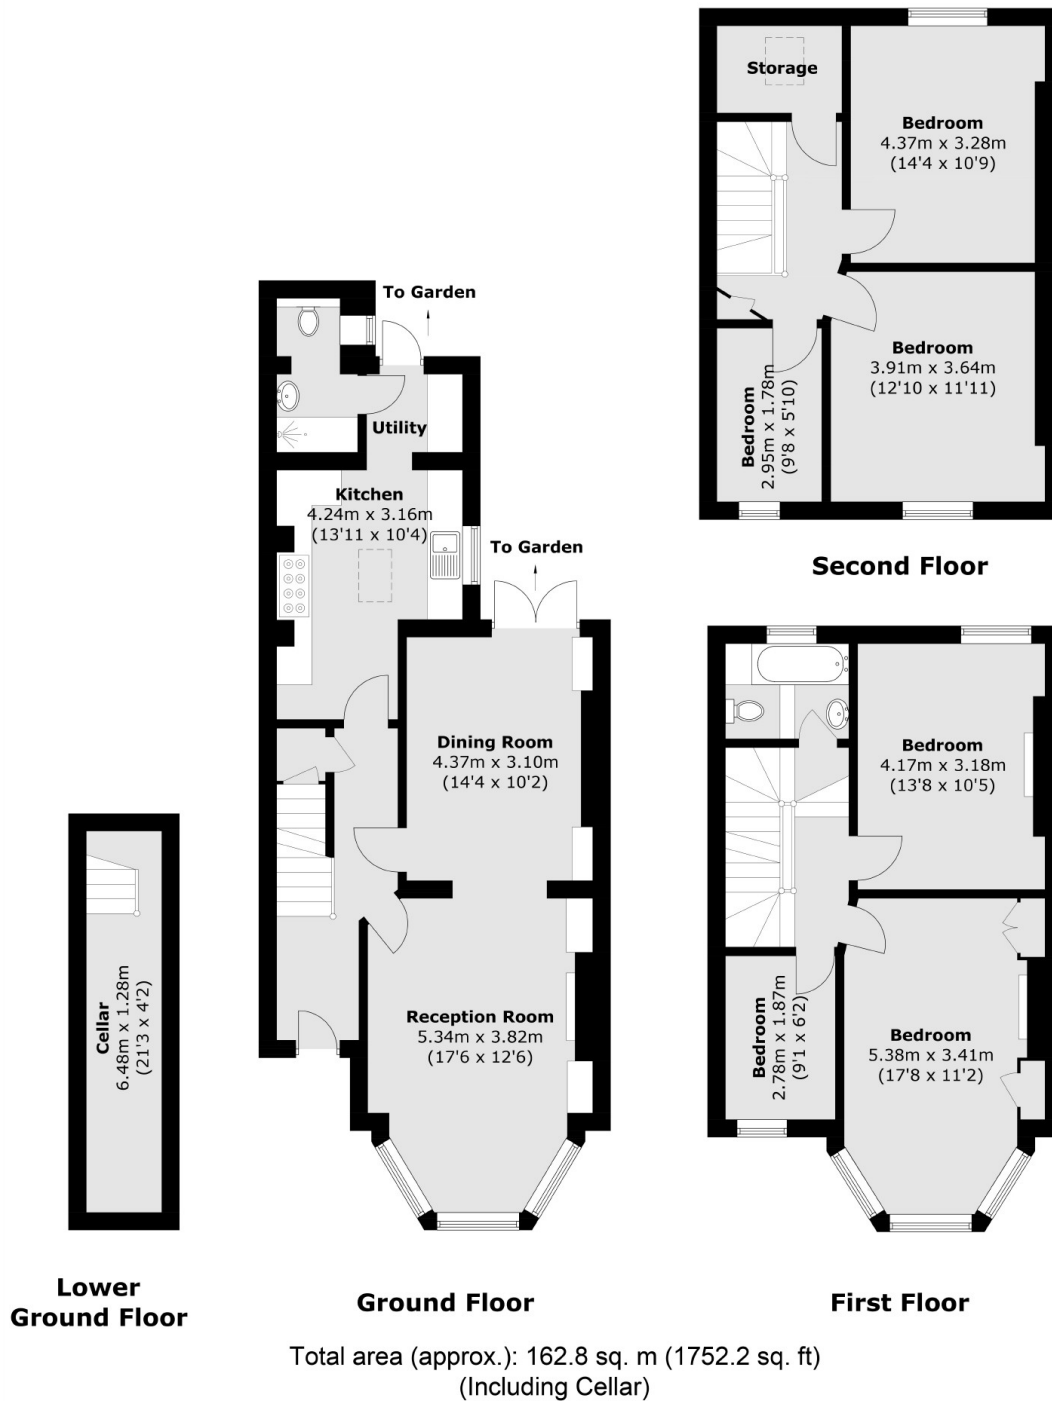 Storage
Bedroom
4.37m x 3.28m
(14'4 x 10'9)
Bedroom
3.91m x 3.64m
(12'10 x 11'11)
Bedroom
2.95m x 1.78m
(9'8 x 5'10)
Second Floor
To Garden
Utility
Kitchen
4.24m x 3.16m
(13'11 x 10'4)
To Garden
Dining Room
4.37m x 3.10m
(14'4 x 10'2)
Reception Room
5.34m x 3.82m
(17'6 x 12'6)
Bedroom
4.17m x 3.18m
(13'8 x 10'5)
Bedroom
5.38m x 3.41m
(17'8 x 11'2)
Bedroom
2.78m x 1.87m
(9'1 x 6'2)
Cellar
6.48m x 1.28m
(21'3 x 4'2)
Lower
Ground Floor
Ground Floor
First Floor
Total area (approx.): 162.8 sq. m (1752.2 sq. ft)
(Including Cellar)